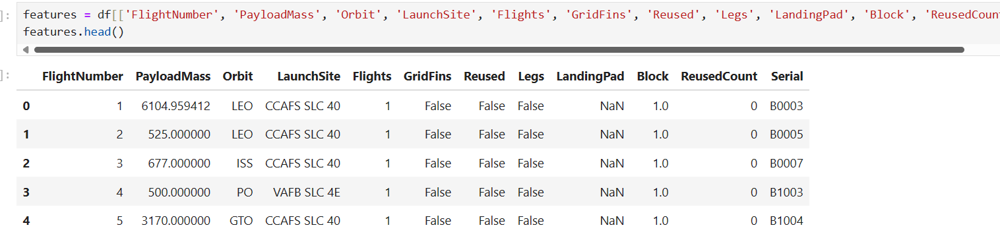 ]: features = df[['FlightNumber', 'PayloadMass', 'Orbit', 'LaunchSite', 'Flights', 'GridFins', 'Reused', 'Legs', 'LandingPad', 'Block', 'ReusedCoun
features.head()
]: FlightNumber PayloadMass Orbit LaunchSite Flights GridFins Reused Legs LandingPad Block ReusedCount Serial
0 1 6104.959412 LEO CCAFS SLC 40 1 False False False NaN 1.0 0 B0003
1 2 525.000000 LEO CCAFS SLC 40 1 False False False NaN 1.0 0 B0005
2 3 677.000000 ISS CCAFS SLC 40 1 False False False NaN 1.0 0 B0007
3 4 500.000000 PO VAFB SLC 4E 1 False False False NaN 1.0 0 B1003
4 5 3170.000000 GTO CCAFS SLC 40 1 False False False NaN 1.0 0 B1004